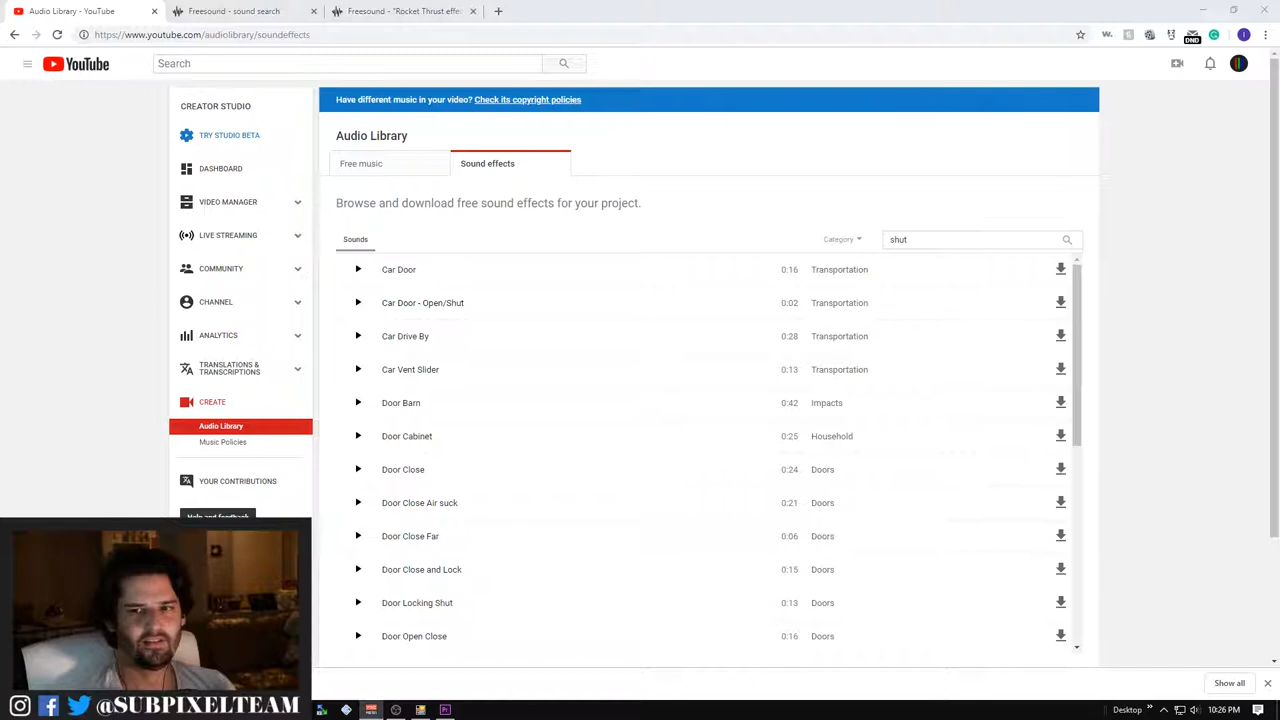 Audio Library - YouTube
Freesound - sound search
Freesound - "Rocket Thrust effec
https://www.youtube.com/audiolibrary/soundeffects
DND
YouTube
Search
CREATOR STUDIO
TRY STUDIO BETA
DASHBOARD
VIDEO MANAGER
LIVE STREAMING
COMMUNITY
CHANNEL
ANALYTICS
TRANSLATIONS &
TRANSCRIPTIONS
CREATE
Audio Library
Music Policies
YOUR CONTRIBUTIONS
Help and feedback
Have different music in your video? Check its copyright policies
Audio Library
Free music
Sound effects
Browse and download free sound effects for your project.
Sounds
Category
shut
Car Door 0:16 Transportation
Car Door - Open/Shut 0:02 Transportation
Car Drive By 0:28 Transportation
Car Vent Slider 0:13 Transportation
Door Barn 0:42 Impacts
Door Cabinet 0:25 Household
Door Close 0:24 Doors
Door Close Air suck 0:21 Doors
Door Close Far 0:06 Doors
Door Close and Lock 0:15 Doors
Door Locking Shut 0:13 Doors
Door Open Close 0:16 Doors
Show all
@SUBPIXELTEAM
Desktop
10:26 PM